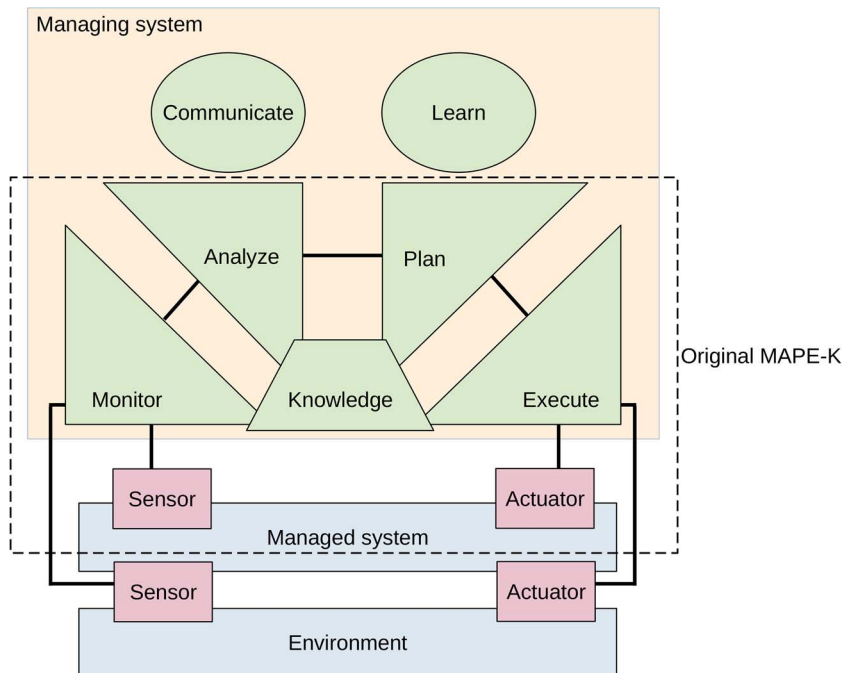 Managing system
Communicate
Learn
Analyze
Plan
Original MAPE-K
Monitor
Knowledge
Execute
Sensor
Actuator
Managed system
Sensor
Actuator
Environment